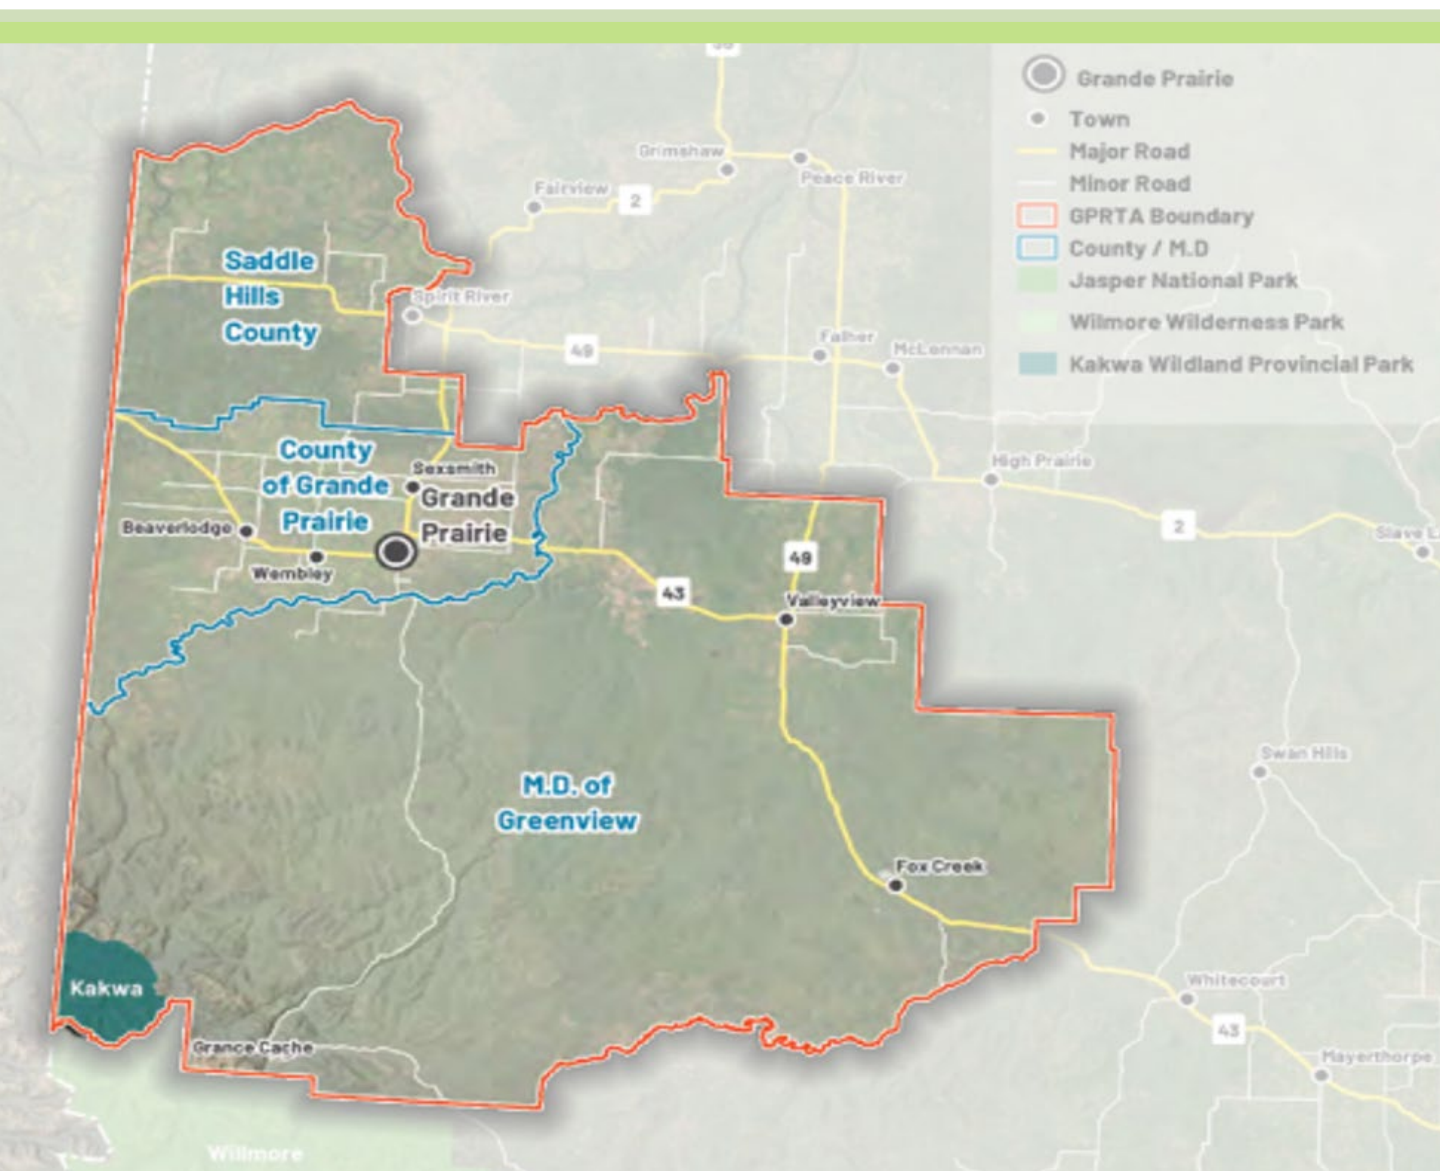 Grande Prairie
Town
Major Road
Minor Road
GPRTA Boundary
County / M.D
Jasper National Park
Wilmore Wilderness Park
Kakwa Wildland Provincial Park
Grimshaw
Peace River
Fairview
2
Saddle
Hills
County
Spirit River
49
Falher
McLennan
County
of Grande
Prairie
Sexsmith
Grande
Prairie
High Prairie
Beaverlodge
Wembley
2
Slave L
49
43
Valleyview
Swan Hills
M.D. of
Greenview
Fox Creek
Kakwa
Whitecourt
43
Grance Cache
Mayerthorpe
Willmore